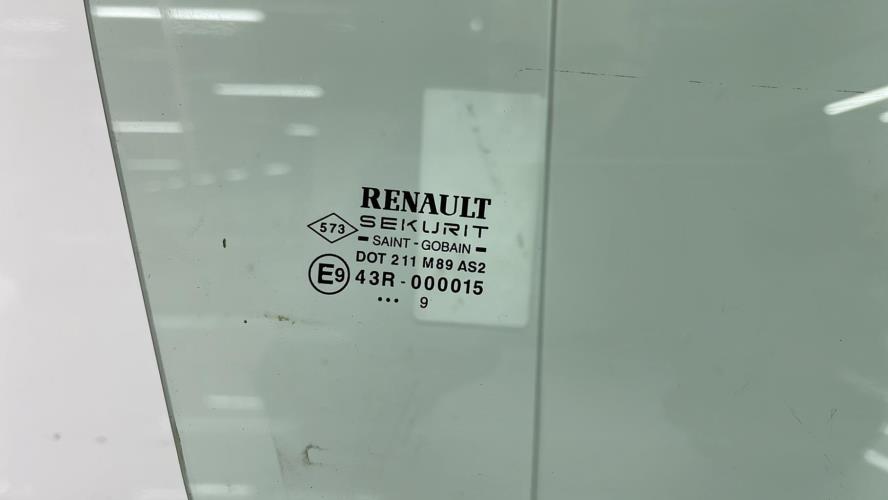 RENAULT
573
SEKURIT
SAINT - GOBAIN
DOT 211 M89 AS2
E9
43R - 000015
... 9